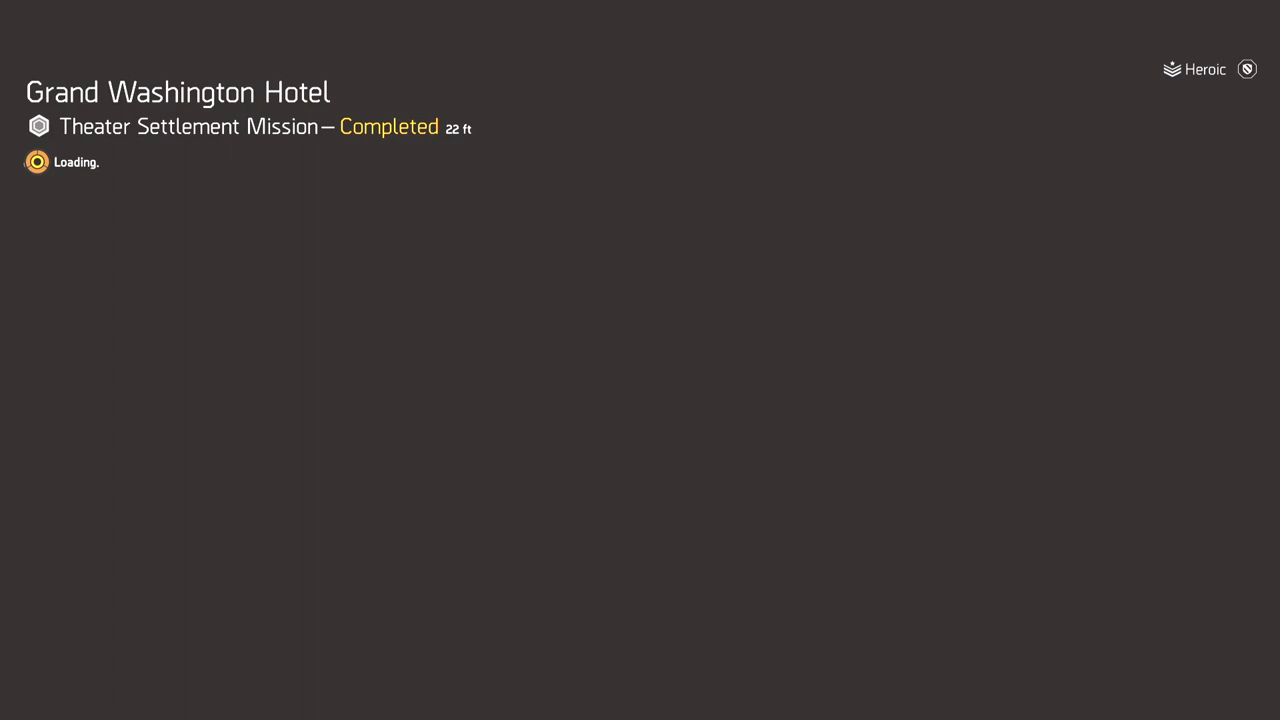 Heroic
Grand Washington Hotel
Theater Settlement Mission — Completed 22 ft
Loading.